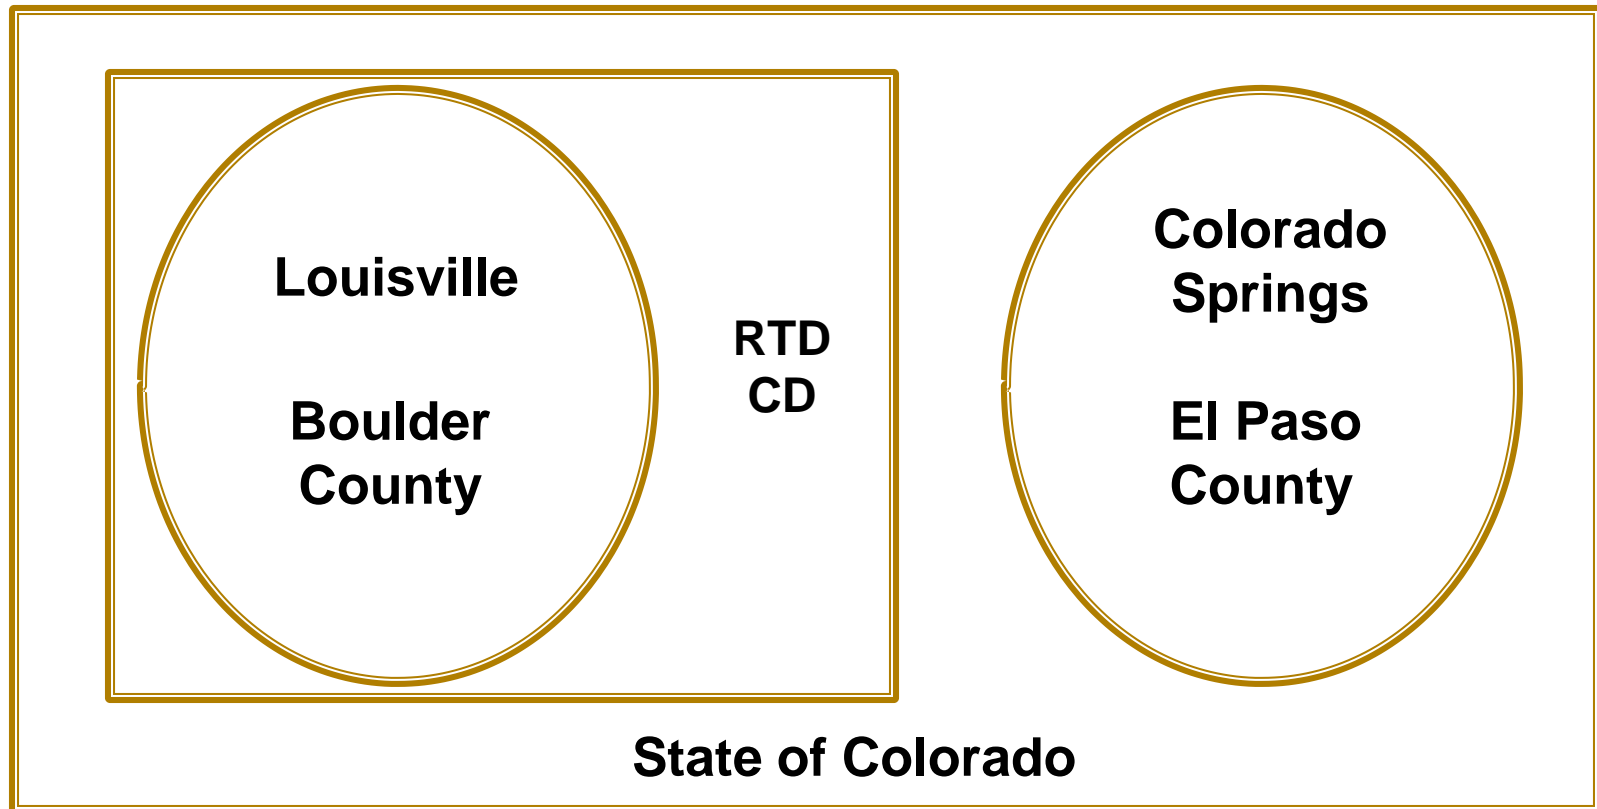 Louisville
Boulder
County
RTD
CD
Colorado
Springs
El Paso
County
State of Colorado